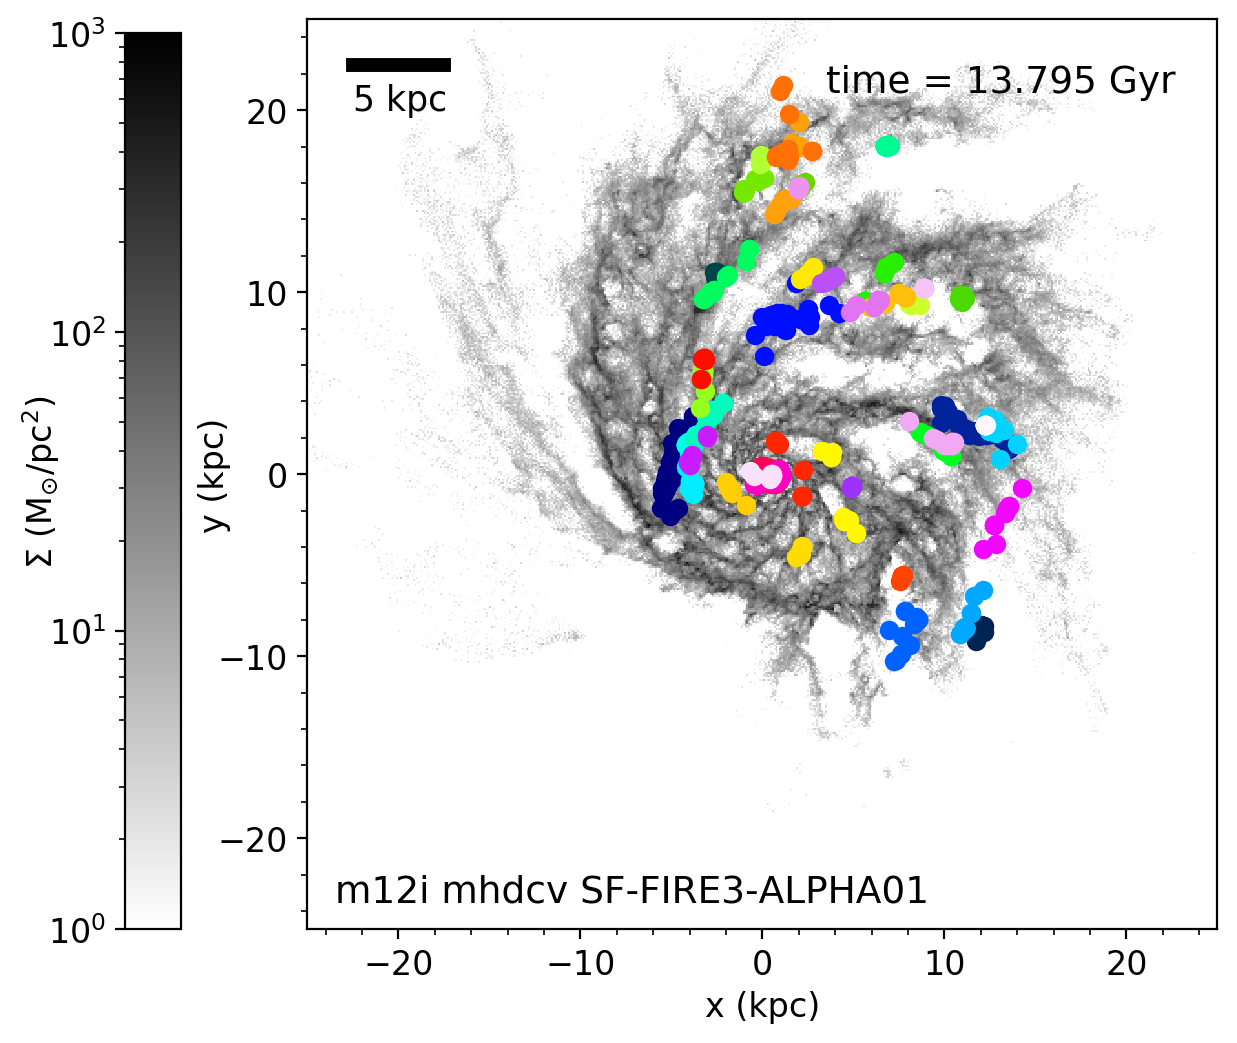 10³
10²
10¹
10⁰
Σ (M☉/pc²)
20
10
0
−10
−20
y (kpc)
5 kpc
time = 13.795 Gyr
m12i mhdcv SF-FIRE3-ALPHA01
−20 −10 0 10 20
x (kpc)